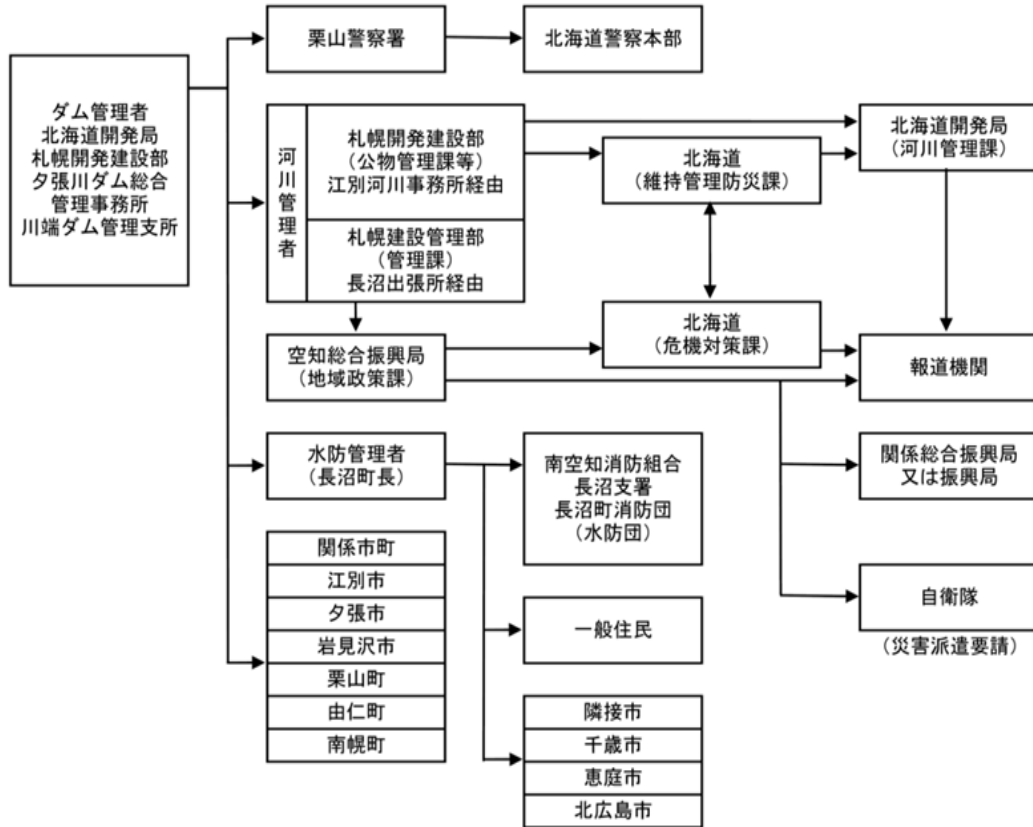 ダム管理者
北海道開発局
札幌開発建設部
夕張川ダム総合
管理事務所
川端ダム管理支所
栗山警察署
北海道警察本部
河川管理者
札幌開発建設部
（公物管理課等）
江別河川事務所経由
札幌建設管理部
（管理課）
長沼出張所経由
北海道
（維持管理防災課）
北海道開発局
（河川管理課）
空知総合振興局
（地域政策課）
北海道
（危機対策課）
報道機関
水防管理者
（長沼町長）
南空知消防組合
長沼支署
長沼町消防団
（水防団）
関係総合振興局
又は振興局
関係市町
江別市
夕張市
岩見沢市
栗山町
由仁町
南幌町
一般住民
自衛隊
（災害派遣要請）
隣接市
千歳市
恵庭市
北広島市